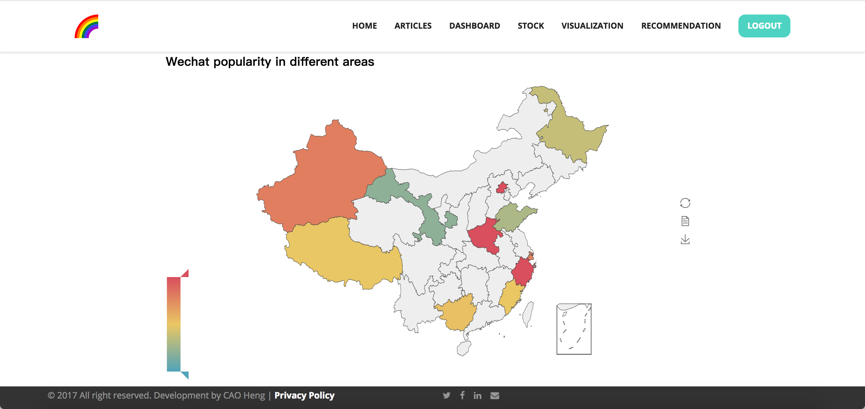 HOME ARTICLES DASHBOARD STOCK VISUALIZATION RECOMMENDATION LOGOUT
Wechat popularity in different areas
© 2017 All right reserved. Development by CAO Heng | Privacy Policy